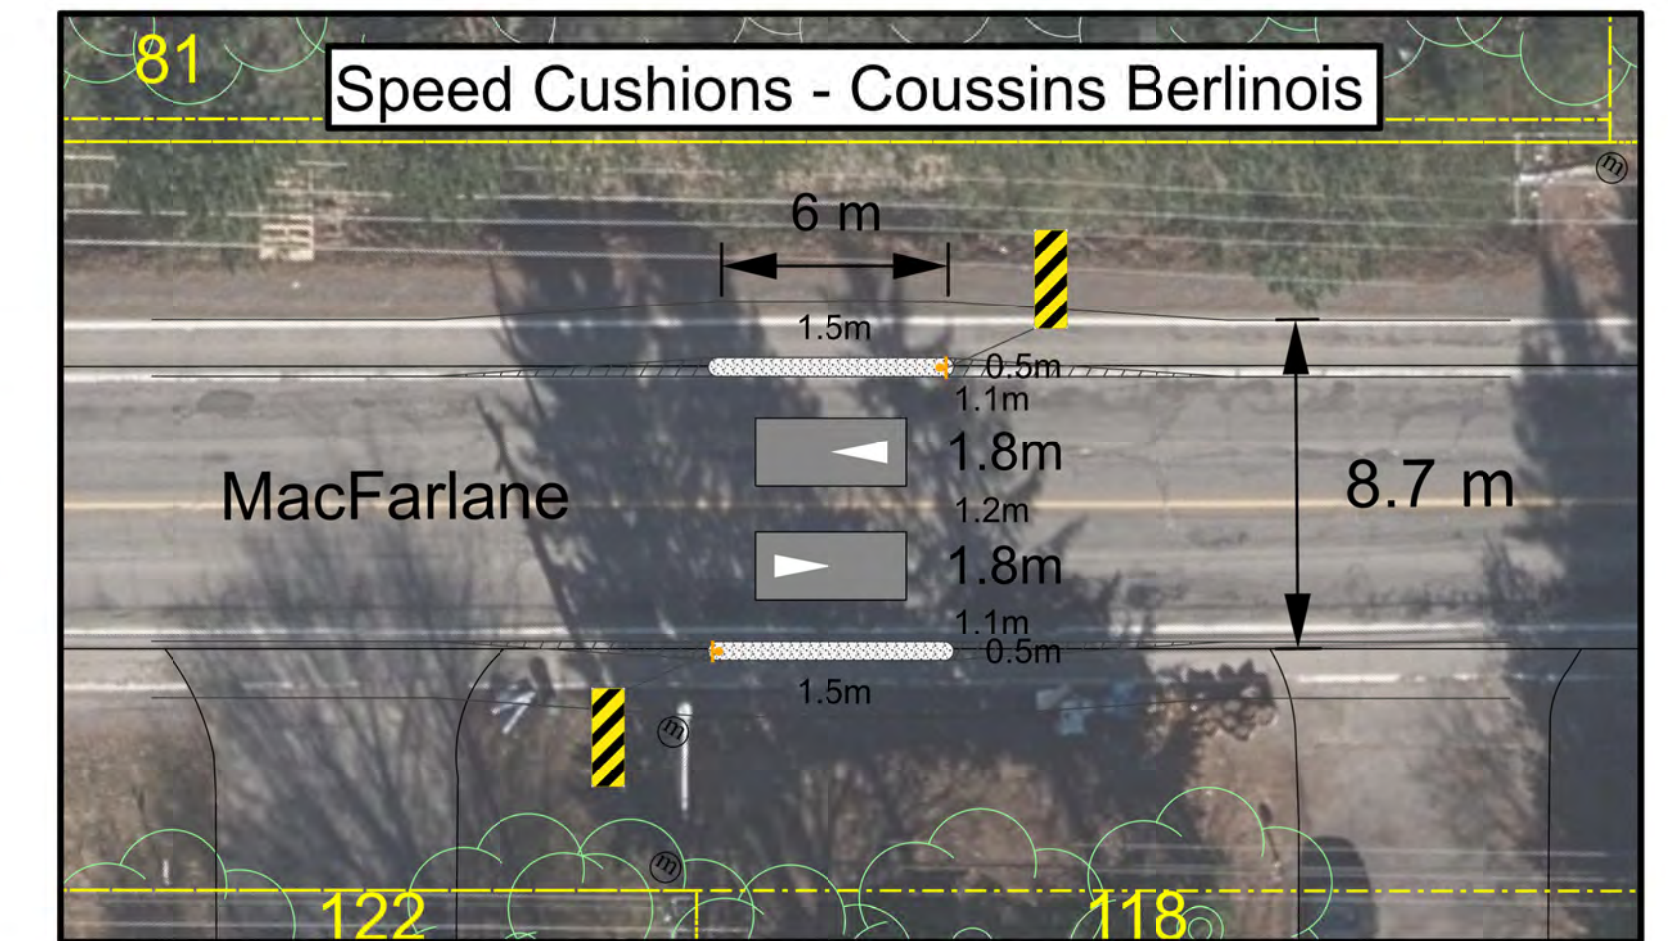 81
Speed Cushions - Coussins Berlinois
m
6 m
1.5m
0.5m
1.1m
1.8m
MacFarlane
8.7 m
1.2m
1.8m
1.1m
0.5m
1.5m
m
m
122
118